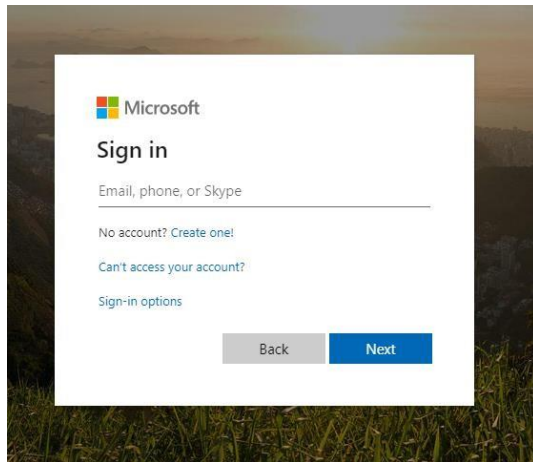 Microsoft
Sign in
Email, phone, or Skype
No account? Create one!
Can't access your account?
Sign-in options
Back Next